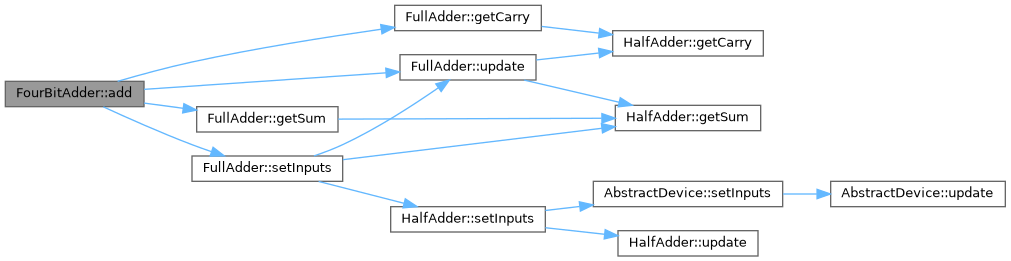 FourBitAdder::add
FullAdder::getCarry
FullAdder::update
FullAdder::getSum
FullAdder::setInputs
HalfAdder::getCarry
HalfAdder::getSum
HalfAdder::setInputs
AbstractDevice::setInputs
HalfAdder::update
AbstractDevice::update